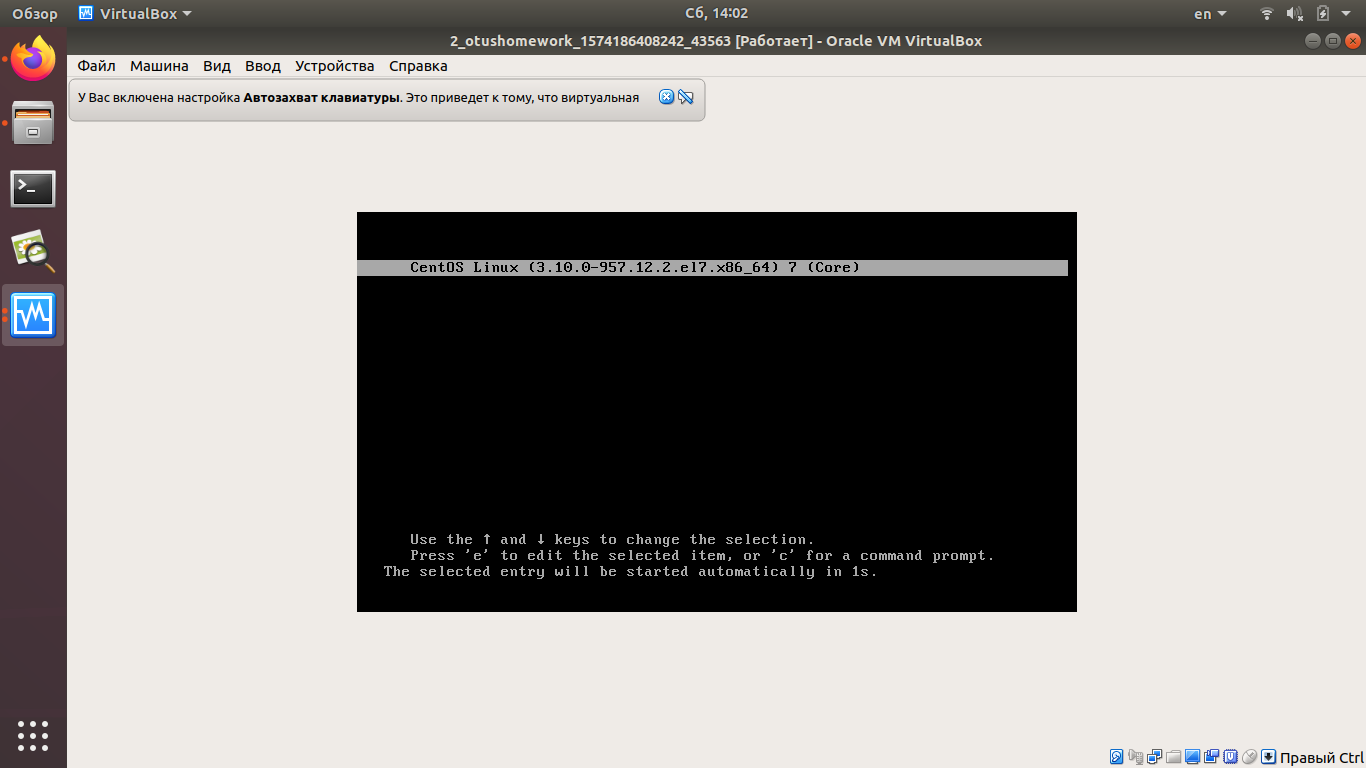 Обзор VirtualBox Сб, 14:02 en
2_otushomework_1574186408242_43563 [Работает] - Oracle VM VirtualBox
Файл Машина Вид Ввод Устройства Справка
У Вас включена настройка Автозахват клавиатуры. Это приведет к тому, что виртуальная
CentOS Linux (3.10.0-957.12.2.el7.x86_64) 7 (Core)
Use the ↑ and ↓ keys to change the selection.
Press 'e' to edit the selected item, or 'c' for a command prompt.
The selected entry will be started automatically in 1s.
Правый Ctrl